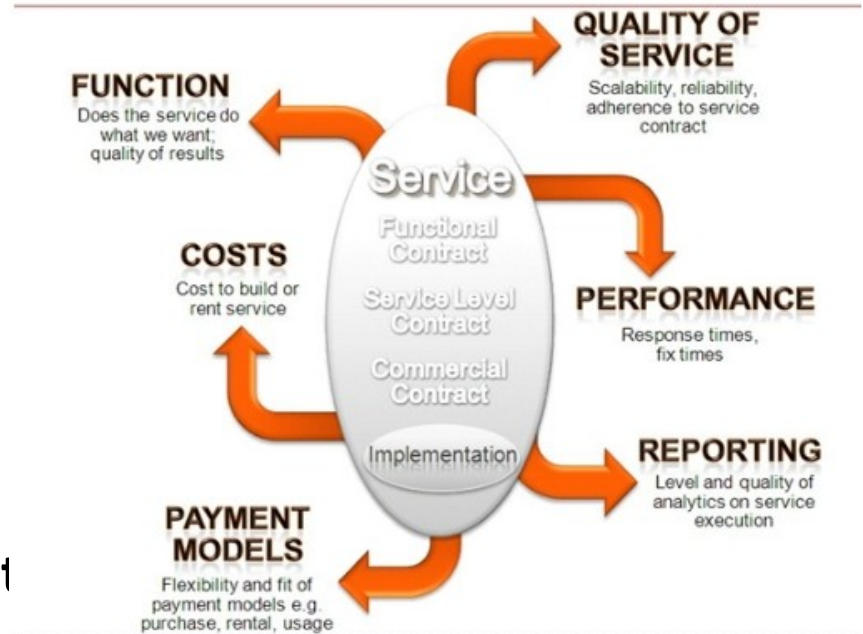 QUALITY OF
SERVICE
Scalability, reliability,
adherence to service
contract
FUNCTION
Does the service do
what we want;
quality of results
Service
Functional
Contract
Service Level
Contract
Commercial
Contract
Implementation
COSTS
Cost to build or
rent service
PERFORMANCE
Response times,
fix times
REPORTING
Level and quality of
analytics on service
execution
PAYMENT
MODELS
Flexibility and fit of
payment models e.g.
purchase, rental, usage
t